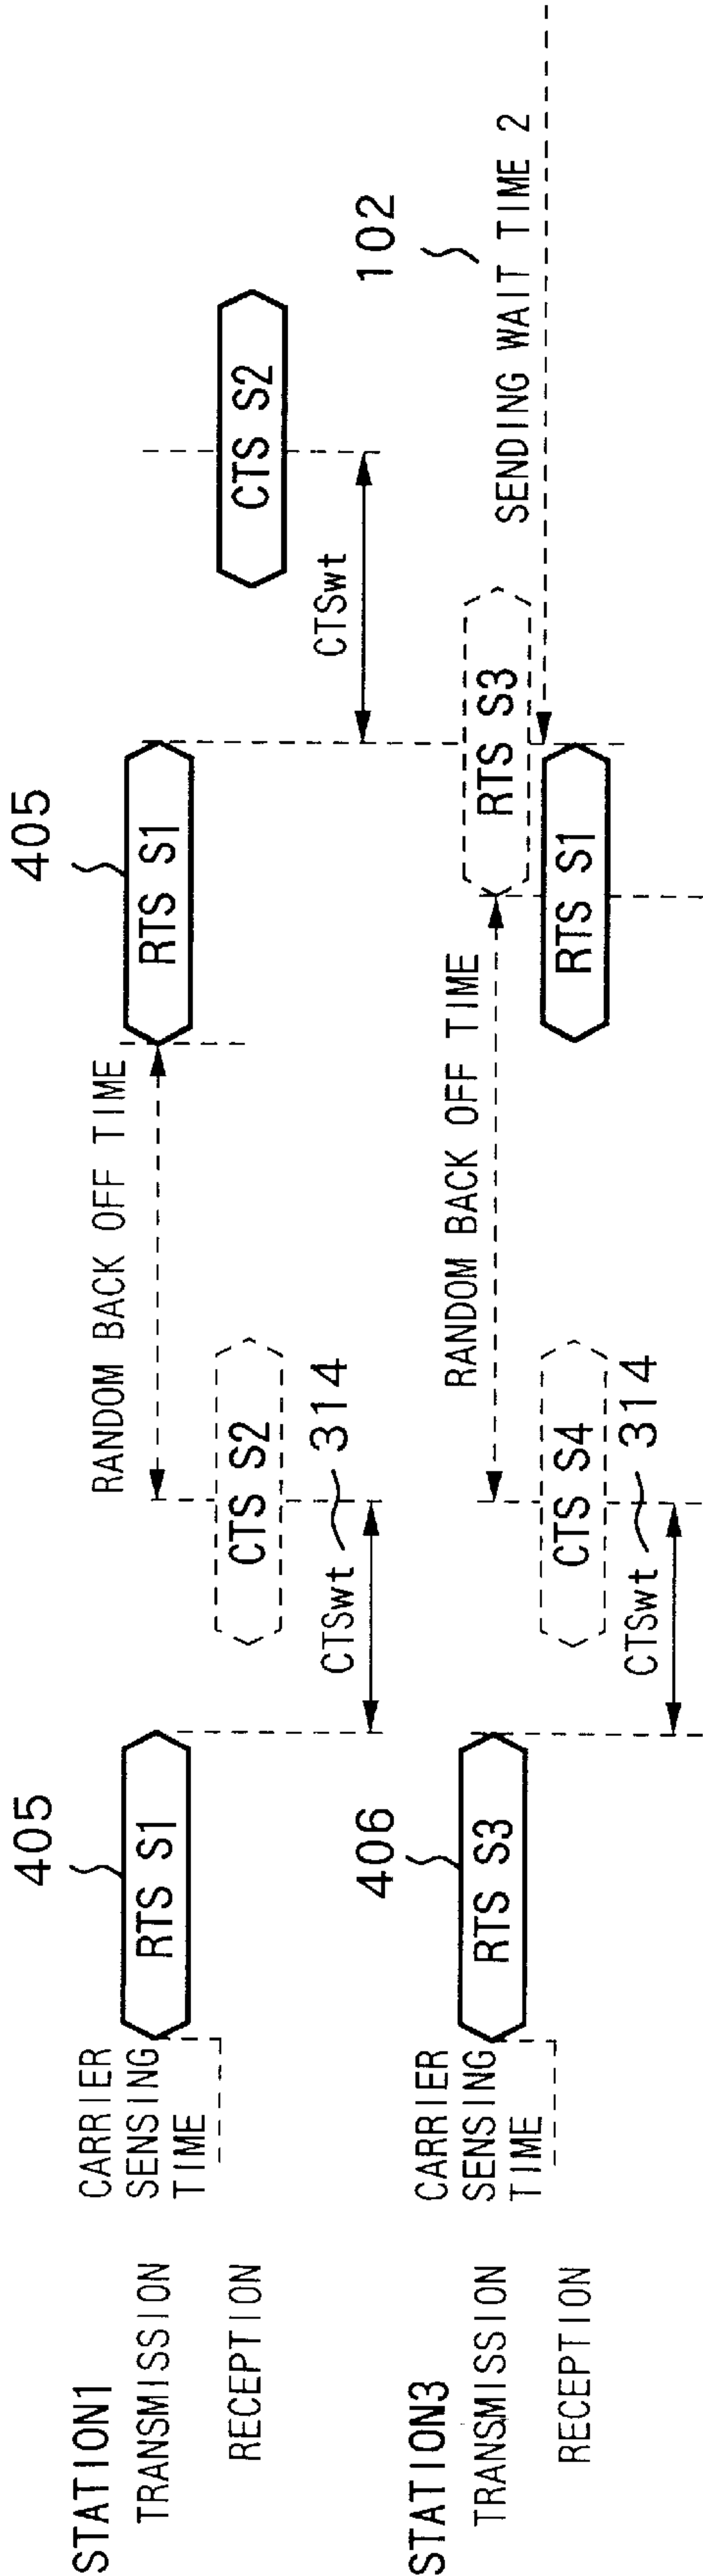 STATION1
TRANSMISSION
RECEPTION
CARRIER
SENSING
TIME
405
RTS S1
CTSwt
314
CTS S2
RANDOM BACK OFF TIME
405
RTS S1
CTSwt
CTS S2
STATION3
TRANSMISSION
RECEPTION
CARRIER
SENSING
TIME
406
RTS S3
CTSwt
314
CTS S4
RANDOM BACK OFF TIME
RTS S3
RTS S1
102
SENDING WAIT TIME 2